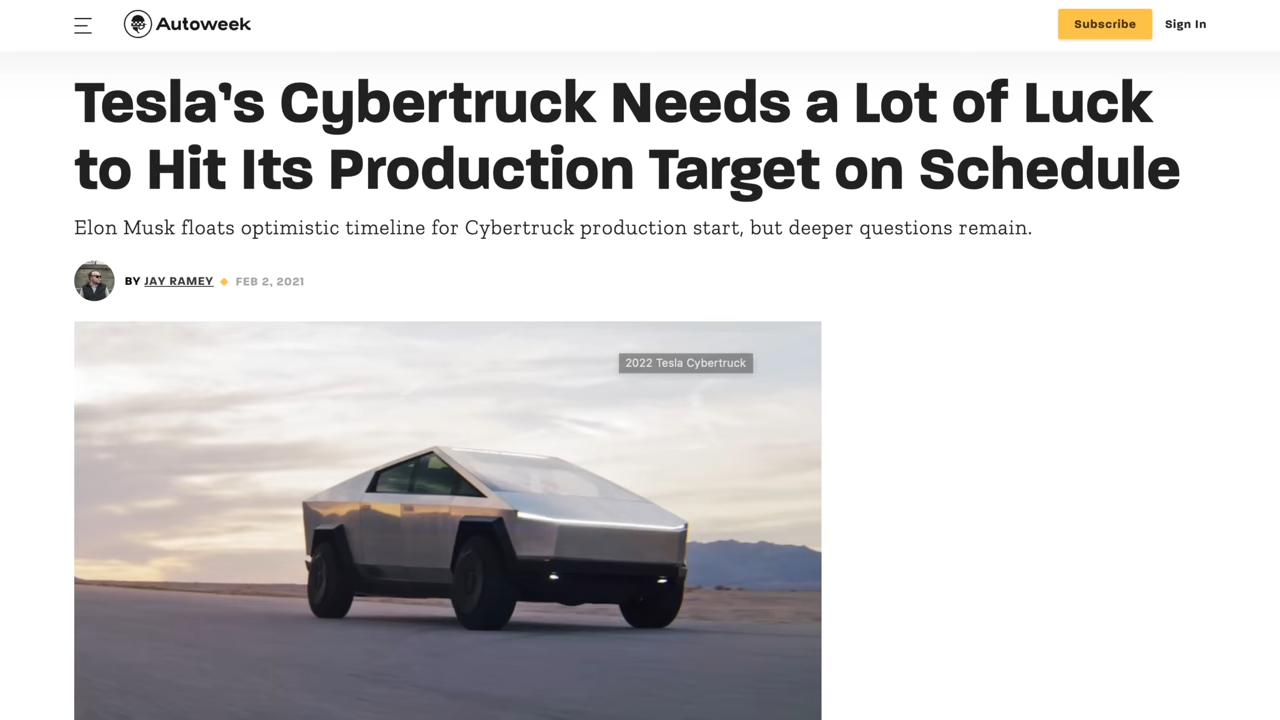 Autoweek
Subscribe
Sign In
Tesla's Cybertruck Needs a Lot of Luck
to Hit Its Production Target on Schedule
Elon Musk floats optimistic timeline for Cybertruck production start, but deeper questions remain.
BY JAY RAMEY ◆ FEB 2, 2021
2022 Tesla Cybertruck